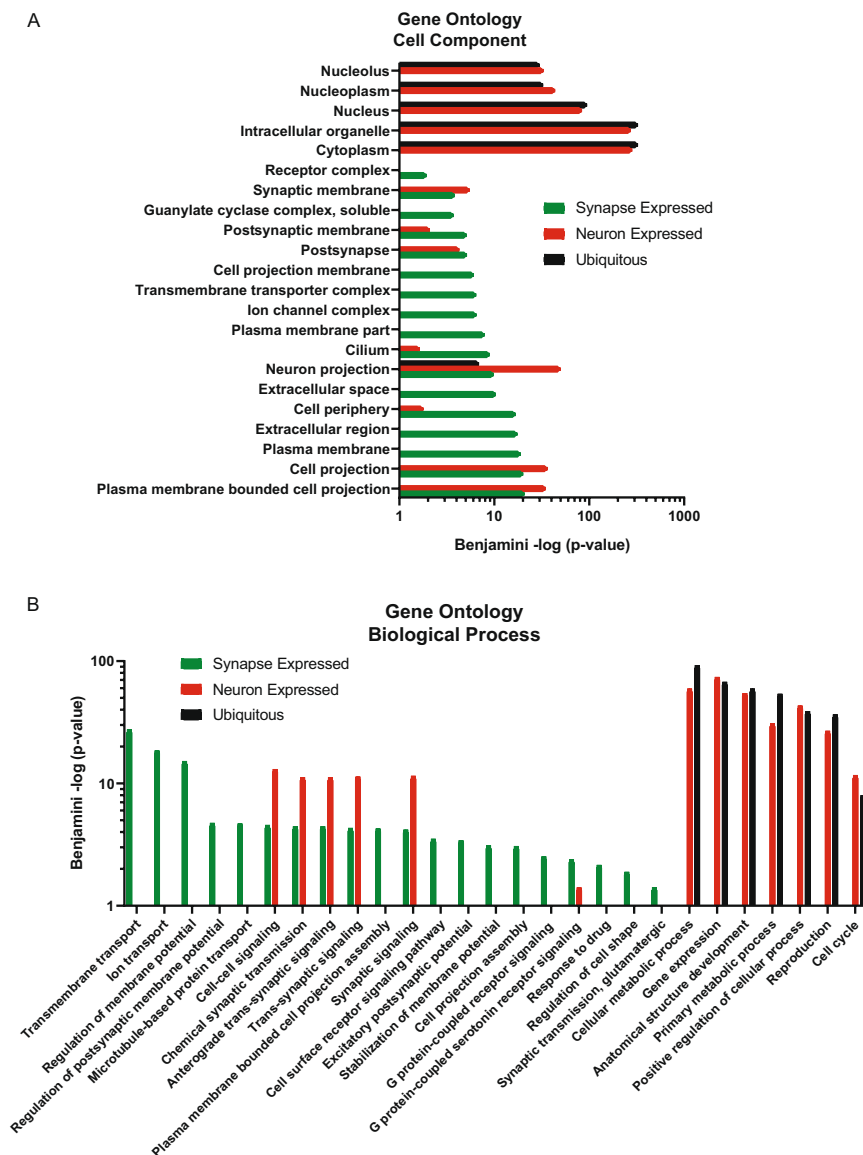 A
Gene Ontology
Cell Component
Nucleolus
Nucleoplasm
Nucleus
Intracellular organelle
Cytoplasm
Receptor complex
Synaptic membrane
Guanylate cyclase complex, soluble
Postsynaptic membrane
Postsynapse
Cell projection membrane
Transmembrane transporter complex
Ion channel complex
Plasma membrane part
Cilium
Neuron projection
Extracellular space
Cell periphery
Extracellular region
Plasma membrane
Cell projection
Plasma membrane bounded cell projection
Synapse Expressed
Neuron Expressed
Ubiquitous
1 10 100 1000
Benjamini -log (p-value)
B
Gene Ontology
Biological Process
Synapse Expressed
Neuron Expressed
Ubiquitous
100
10
1
Benjamini -log (p-value)
Transmembrane transport
Ion transport
Regulation of membrane potential
Regulation of postsynaptic membrane potential
Microtubule-based protein transport
Cell-cell signaling
Chemical synaptic transmission
Anterograde trans-synaptic signaling
Trans-synaptic signaling
Plasma membrane bounded cell projection assembly
Synaptic signaling
Cell surface receptor signaling pathway
Excitatory postsynaptic potential
Stabilization of membrane potential
Cell projection assembly
G protein-coupled receptor signaling
G protein-coupled serotonin receptor signaling
Response to drug
Regulation of cell shape
Synaptic transmission, glutamatergic
Cellular metabolic process
Gene expression
Anatomical structure development
Primary metabolic process
Positive regulation of cellular process
Reproduction
Cell cycle